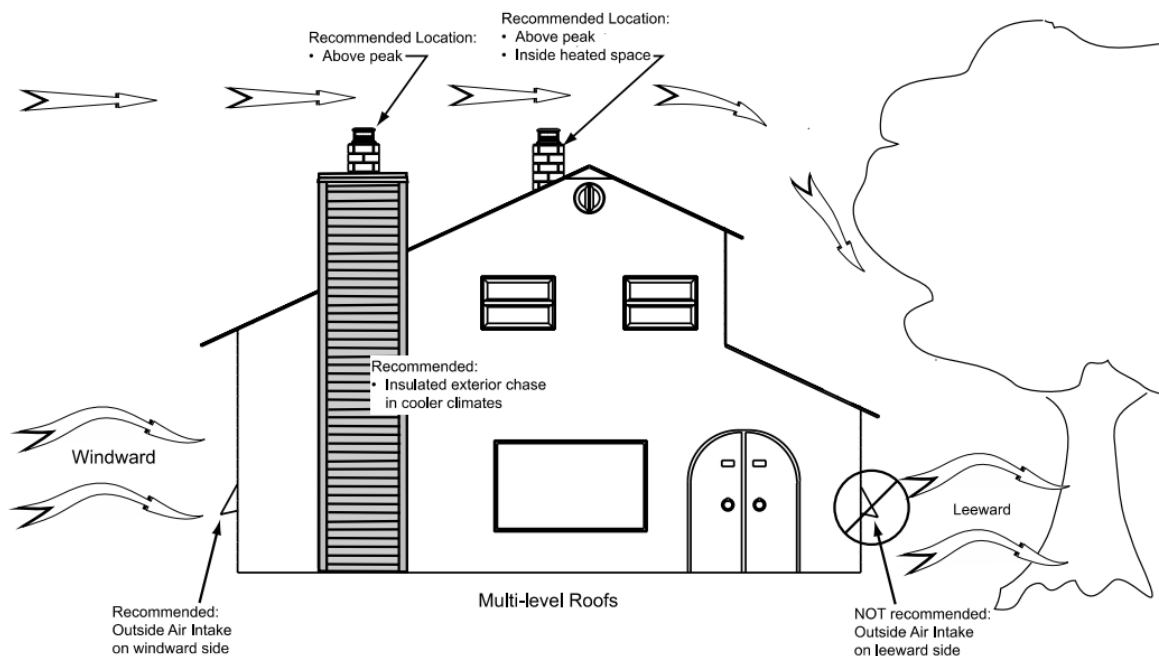 Recommended Location:
• Above peak
Recommended Location:
• Above peak
• Inside heated space
Recommended:
• Insulated exterior chase
in cooler climates
Windward
Leeward
Recommended:
Outside Air Intake
on windward side
Multi-level Roofs
NOT recommended:
Outside Air Intake
on leeward side